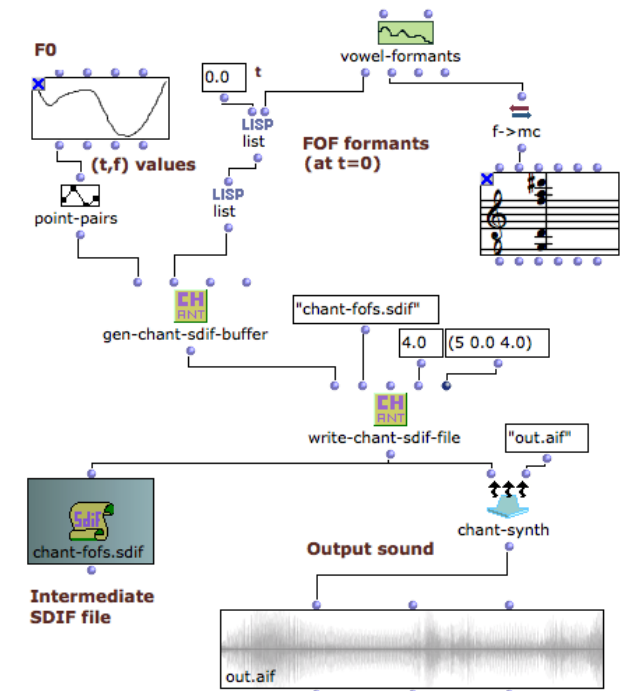 vowel-formants
F0
0.0
t
LISP
list
FOF formants
(at t=0)
f->mc
(t,f) values
LISP
list
point-pairs
CH
ANT
gen-chant-sdif-buffer
"chant-fofs.sdif"
4.0
(5 0.0 4.0)
CH
ANT
write-chant-sdif-file
"out.aif"
Sdif
chant-fofs.sdif
chant-synth
Output sound
Intermediate
SDIF file
out.aif